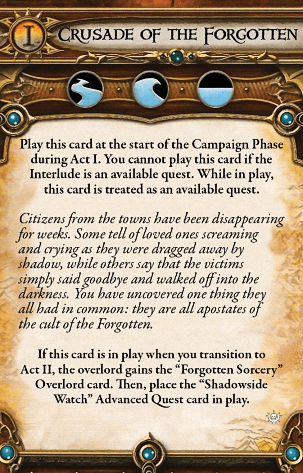 I CRUSADE OF THE FORGOTTEN
Play this card at the start of the Campaign Phase
during Act I. You cannot play this card if the
Interlude is an available quest. While in play,
this card is treated as an available quest.
Citizens from the towns have been disappearing
for weeks. Some tell of loved ones screaming
and crying as they were dragged away by
shadow, while others say that the victims
simply said goodbye and walked off into the
darkness. You have uncovered one thing they
all had in common: they are all apostates of
the cult of the Forgotten.
If this card is in play when you transition to
Act II, the overlord gains the “Forgotten Sorcery”
Overlord card. Then, place the “Shadowside
Watch” Advanced Quest card in play.